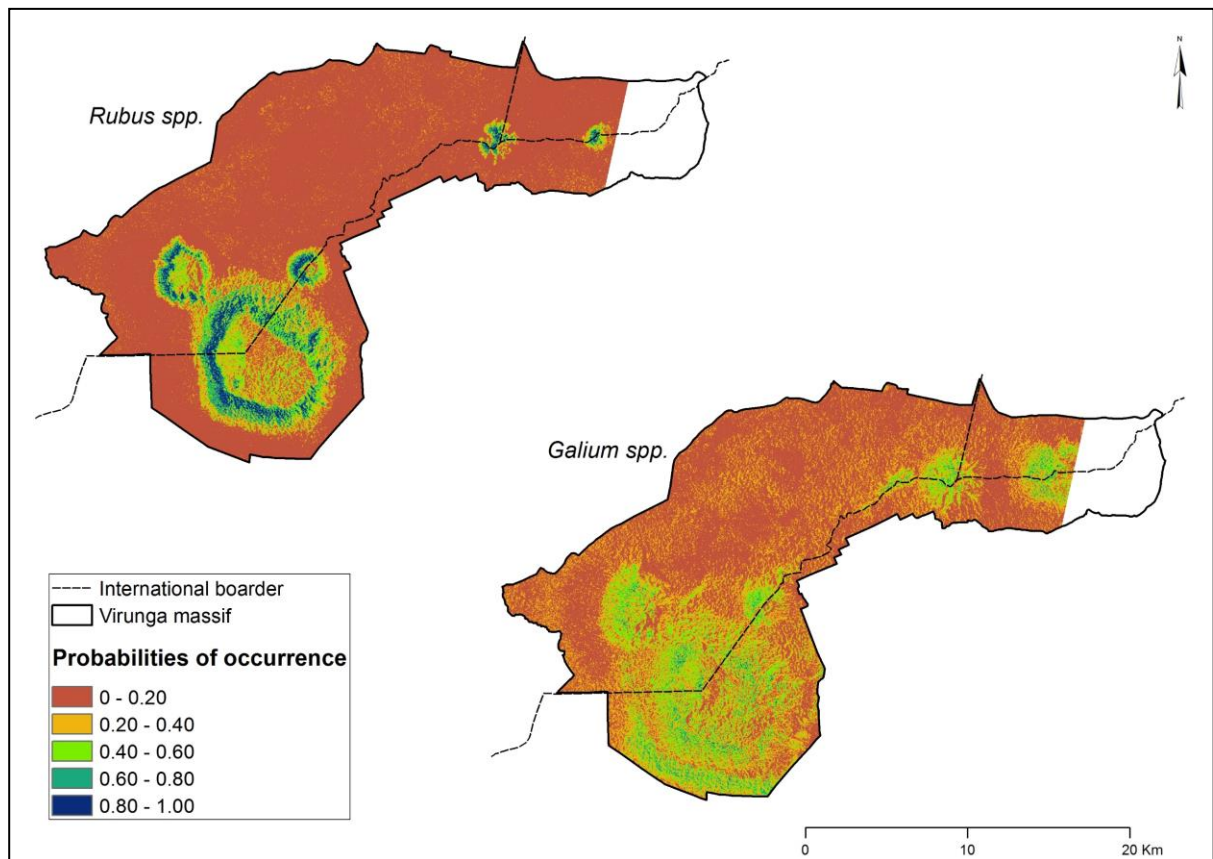 N
Rubus spp.
Galium spp.
International boarder
Virunga massif
Probabilities of occurrence
0 - 0.20
0.20 - 0.40
0.40 - 0.60
0.60 - 0.80
0.80 - 1.00
0 10 20 Km